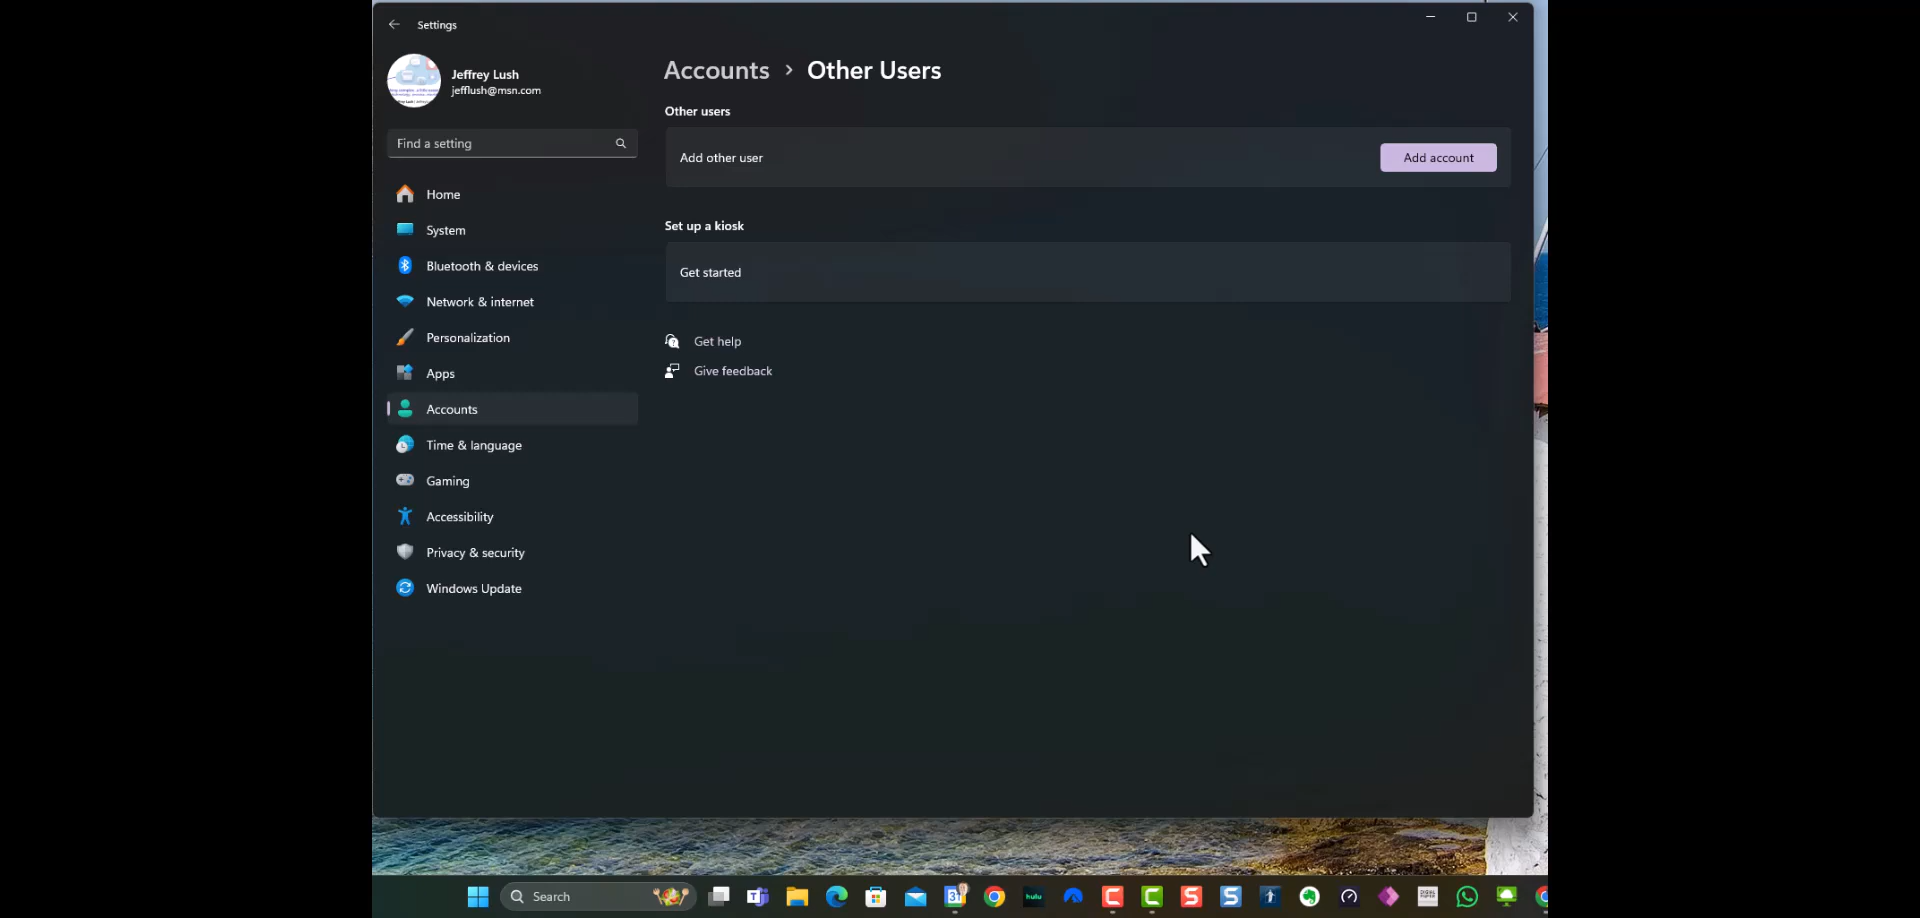 Settings
Jeffrey Lush
jefflush@msn.com
Find a setting
Home
System
Bluetooth & devices
Network & internet
Personalization
Apps
Accounts
Time & language
Gaming
Accessibility
Privacy & security
Windows Update
Accounts > Other Users
Other users
Add other user
Add account
Set up a kiosk
Get started
Get help
Give feedback
Search
31
hulu